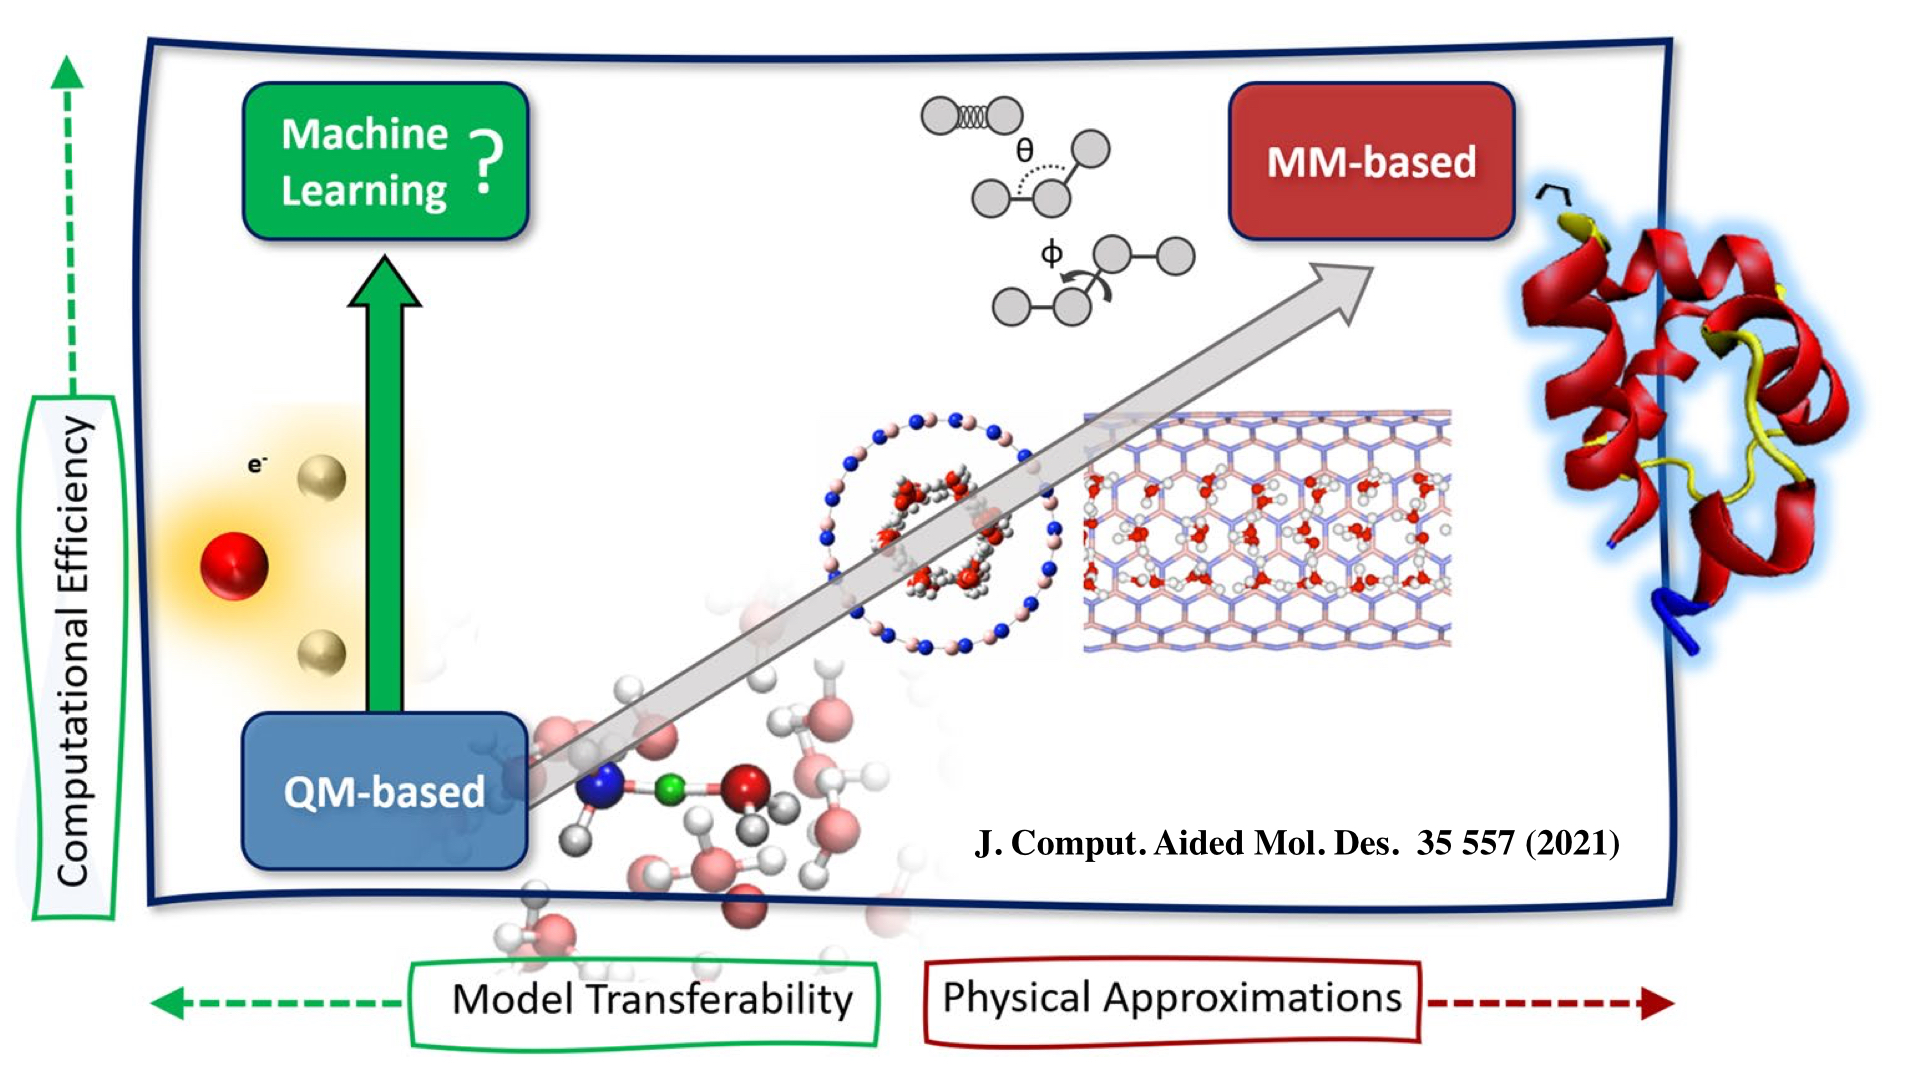 Machine
Learning ?
θ
ϕ
MM-based
Computational Efficiency
e-
QM-based
J. Comput. Aided Mol. Des. 35 557 (2021)
Model Transferability
Physical Approximations